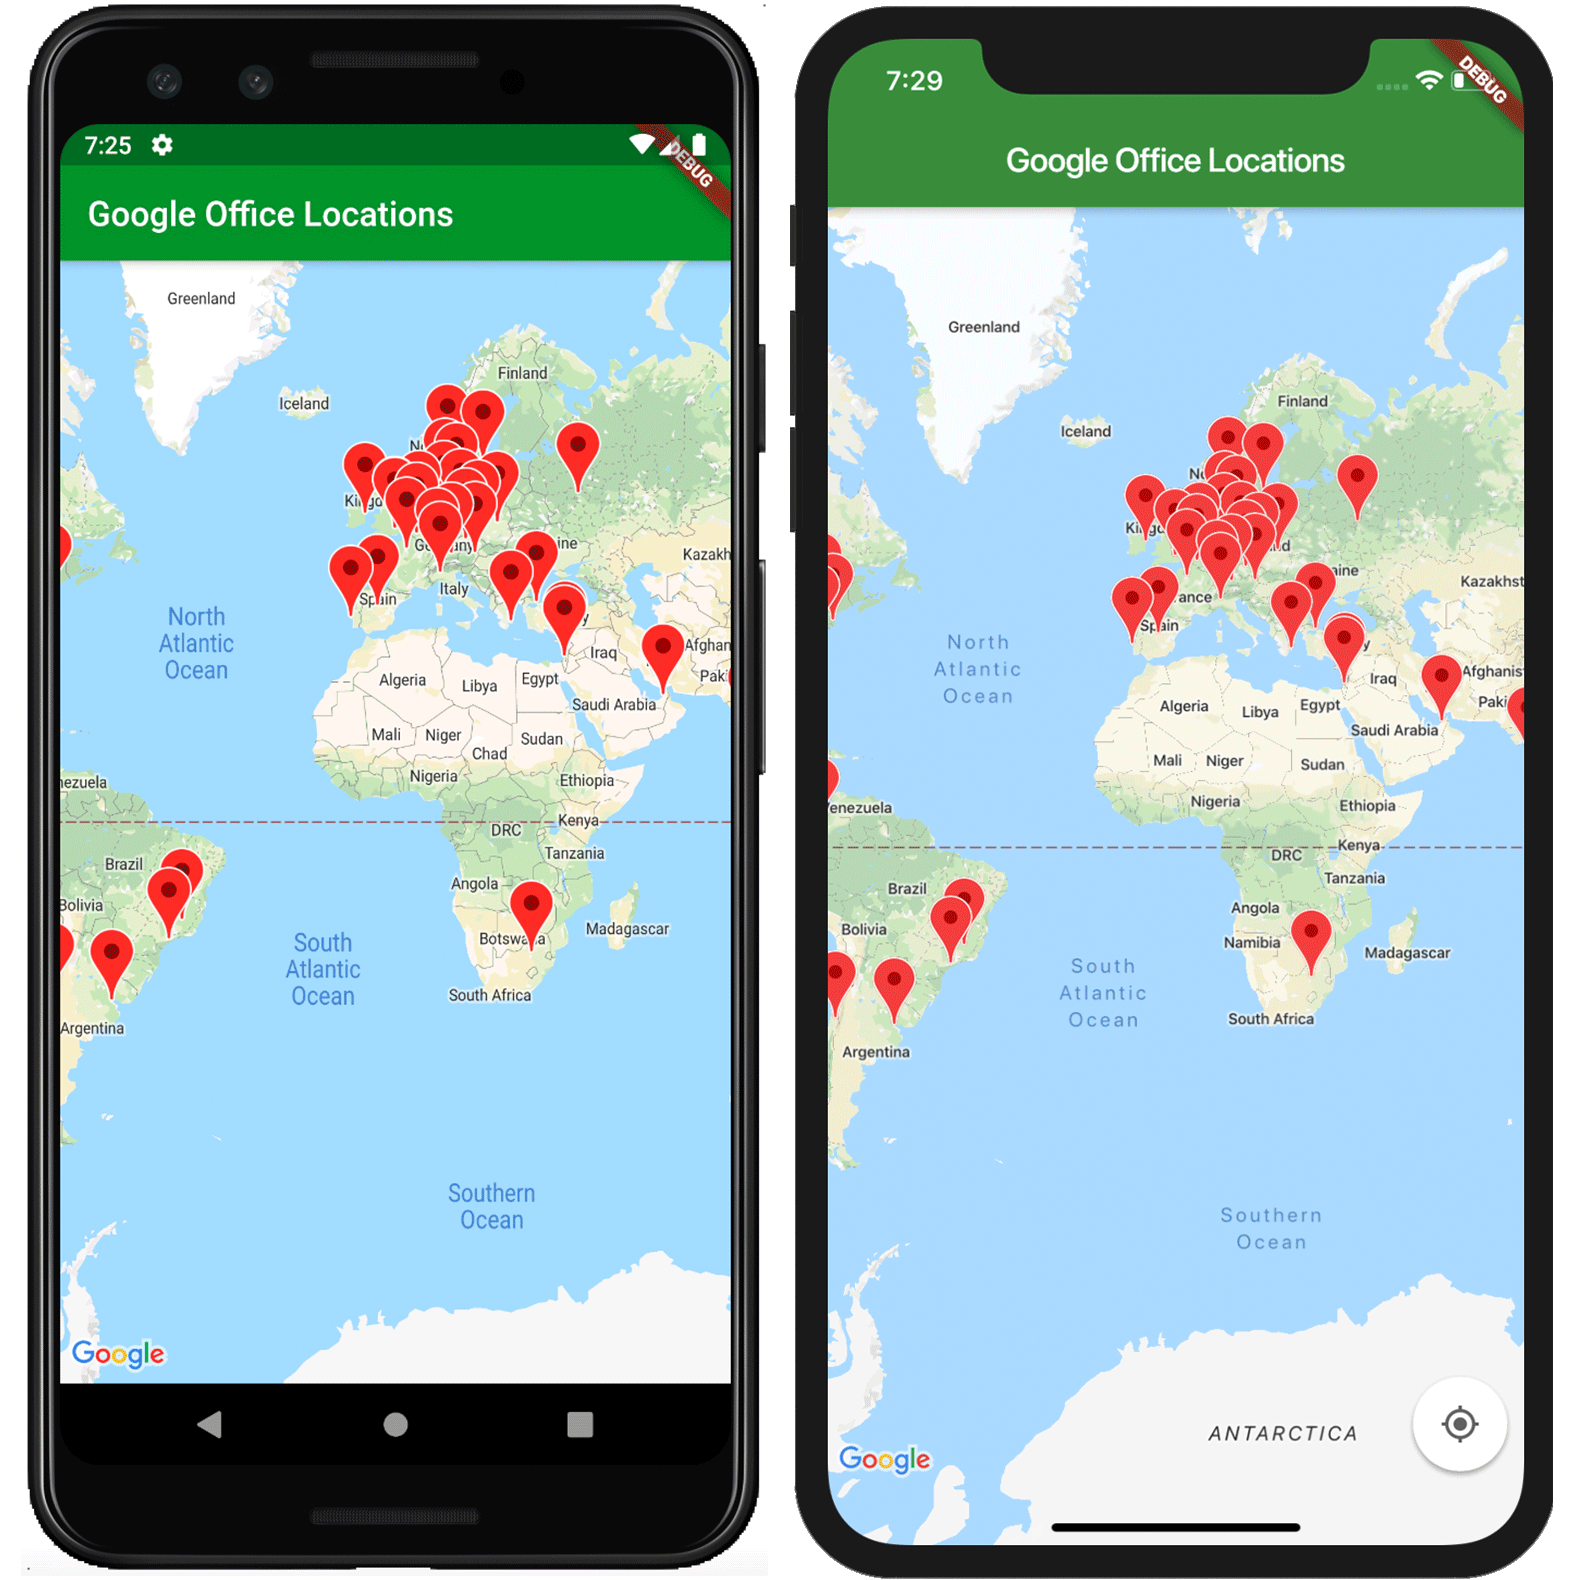 7:25
DEBUG
Google Office Locations
Greenland
Finland
Iceland
Spain
Italy
Kazakh
North
Atlantic
Ocean
Iraq
Afghan
Paki
Algeria
Libya
Egypt
Saudi Arabia
Mali
Niger
Chad
Sudan
Nigeria
Ethiopia
nezuela
DRC
Kenya
Tanzania
Brazil
Angola
Bolivia
Madagascar
South
Atlantic
Ocean
South Africa
Argentina
Southern
Ocean
Google
7:29
DEBUG
Google Office Locations
Greenland
Finland
Iceland
aine
Kazakhst
ance
Spain
North
Atlantic
Ocean
Iraq
Afghanis
Paki
Algeria
Libya
Egypt
Saudi Arabia
Mali
Niger
Sudan
Nigeria
Ethiopia
enezuela
DRC
Kenya
Tanzania
Brazil
Angola
Bolivia
Namibia
Madagascar
South
Atlantic
Ocean
South Africa
Argentina
Southern
Ocean
ANTARCTICA
Google